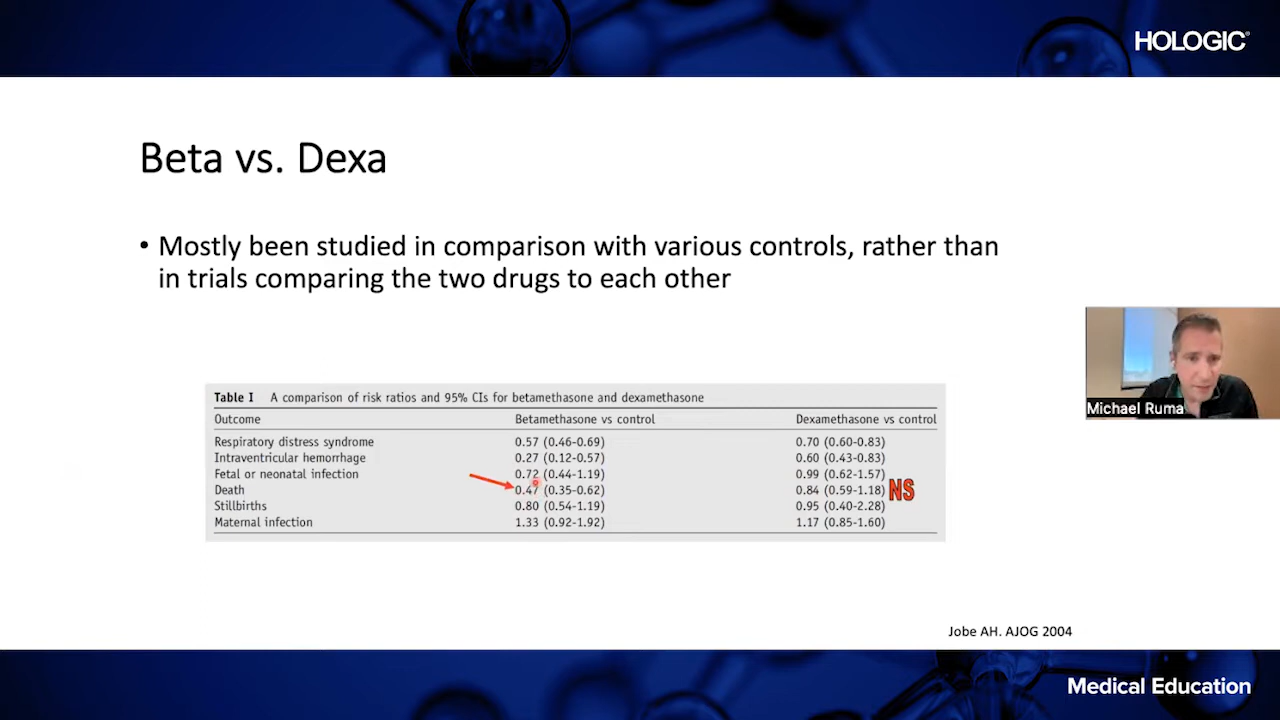 HOLOGIC®
Beta vs. Dexa
• Mostly been studied in comparison with various controls, rather than
in trials comparing the two drugs to each other
Table I A comparison of risk ratios and 95% CIs for betamethasone and dexamethasone
Outcome Betamethasone vs control Dexamethasone vs control
Respiratory distress syndrome 0.57 (0.46-0.69) 0.70 (0.60-0.83)
Intraventricular hemorrhage 0.27 (0.12-0.57) 0.60 (0.43-0.83)
Fetal or neonatal infection 0.72 (0.44-1.19) 0.99 (0.62-1.57)
Death 0.47 (0.35-0.62) 0.84 (0.59-1.18) NS
Stillbirths 0.80 (0.54-1.19) 0.95 (0.40-2.28)
Maternal infection 1.33 (0.92-1.92) 1.17 (0.85-1.60)
Michael Ruma
Jobe AH. AJOG 2004
Medical Education